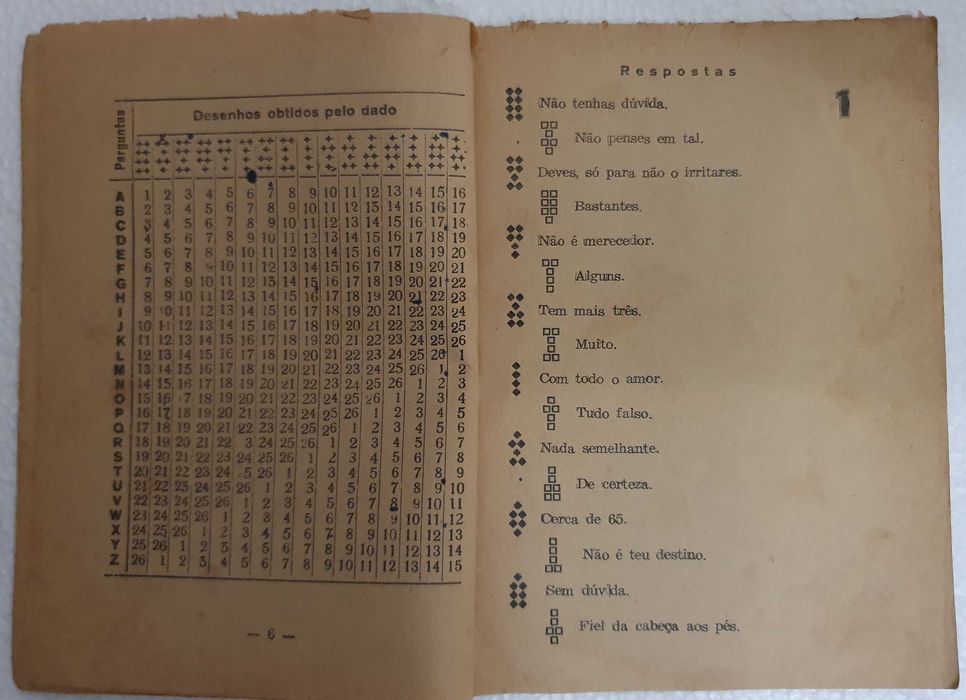 Desenhos obtidos pelo dado
Perguntas
A 1 2 3 4 5 6 7 8 9 10 11 12 13 14 15 16
B 2 3 4 5 6 7 8 9 10 11 12 13 14 15 16 17
C 3 4 5 6 7 8 9 10 11 12 13 14 15 16 17 18
D 4 5 6 7 8 9 10 11 12 13 14 15 16 17 18 19
E 5 6 7 8 9 10 11 12 13 14 15 16 17 18 19 20
F 6 7 8 9 10 11 12 13 14 15 16 17 18 19 20 21
G 7 8 9 10 11 12 13 14 15 16 17 18 19 20 21 22
H 8 9 10 11 12 13 14 15 16 17 18 19 20 21 22 23
I 9 10 11 12 13 14 15 16 17 18 19 20 21 22 23 24
J 10 11 12 13 14 15 16 17 18 19 20 21 22 23 24 25
K 11 12 13 14 15 16 17 18 19 20 21 22 23 24 25 26
L 12 13 14 15 16 17 18 19 20 21 22 23 24 25 26 1
M 13 14 15 16 17 18 19 20 21 22 23 24 25 26 1 2
N 14 15 16 17 18 19 20 21 22 23 24 25 26 1 2 3
O 15 16 17 18 19 20 21 22 23 24 25 26 1 2 3 4
P 16 17 18 19 20 21 22 23 24 25 26 1 2 3 4 5
Q 17 18 19 20 21 22 23 24 25 26 1 2 3 4 5 6
R 18 19 20 21 22 3 24 25 26 1 2 3 4 5 6 7
S 19 20 21 22 23 24 25 26 1 2 3 4 5 6 7 8
T 20 21 22 23 24 5 26 1 2 3 4 5 6 7 8 9
U 21 22 23 24 25 26 1 2 3 4 5 6 7 8 9 10
V 22 23 24 25 26 1 2 3 4 5 6 7 8 9 10 11
W 23 24 25 26 1 2 3 4 5 6 7 8 9 10 11 12
X 24 25 26 1 2 3 4 5 6 7 8 9 10 11 12 13
Y 25 26 1 2 3 4 5 6 7 8 9 10 11 12 13 14
Z 26 1 2 3 4 5 6 7 8 9 10 11 12 13 14 15
— 6 —
Respostas
1
Não tenhas dúvida.
Não penses em tal.
Deves, só para não o irritares.
Bastantes.
Não é merecedor.
Alguns.
Tem mais três.
Muito.
Com todo o amor.
Tudo falso.
Nada semelhante.
De certeza.
Cerca de 65.
Não é teu destino.
Sem dúvida.
Fiel da cabeça aos pés.